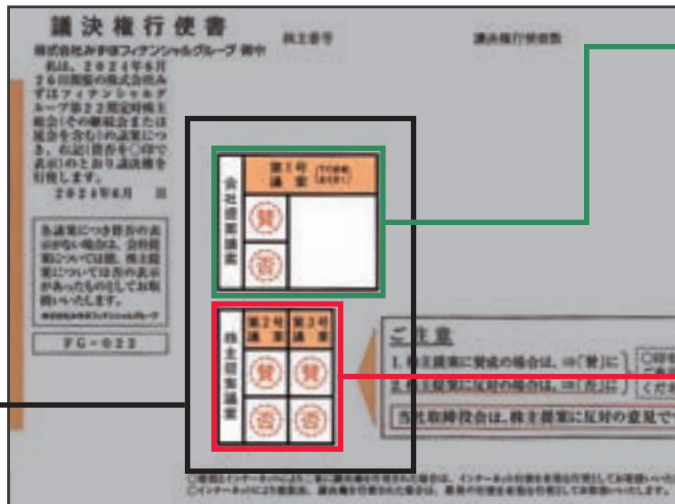 議決権行使書
株式会社みずほフィナンシャルグループ 御中
株主番号
議決権行使個数
私は、2024年6月
26日開催の株式会社み
ずほフィナンシャルグ
ループ第22期定時株主
総会(その継続会または
延会を含む)の議案につ
き、右記(賛否を○印で
表示)のとおり議決権を
行使します。
2024年6月 日
各議案につき賛否の表
示がない場合は、会社提
案については賛、株主提
案については否の表示
があったものとしてお取
扱いいたします。
株式会社みずほフィナンシャルグループ
FG-022
会社提案議案
第1号
議案
賛
否
株主提案議案
第2号
議案
第3号
議案
賛
賛
否
否
ご注意
1. 株主提案に賛成の場合は、⇒「賛」に
2. 株主提案に反対の場合は、⇒「否」に
○印を
くだ
当社取締役会は、株主提案に反対の意見で